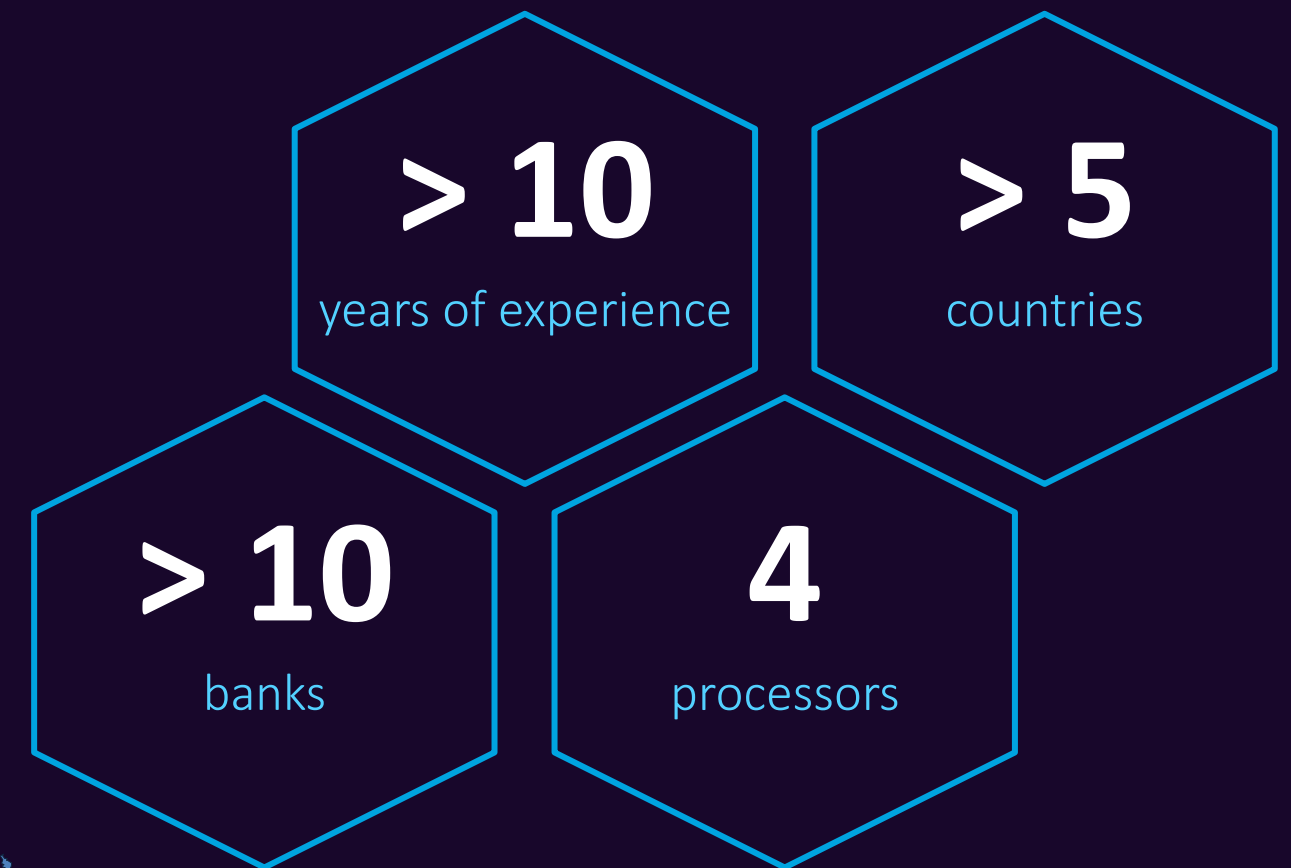 > 10
years of experience
> 5
countries
> 10
banks
4
processors